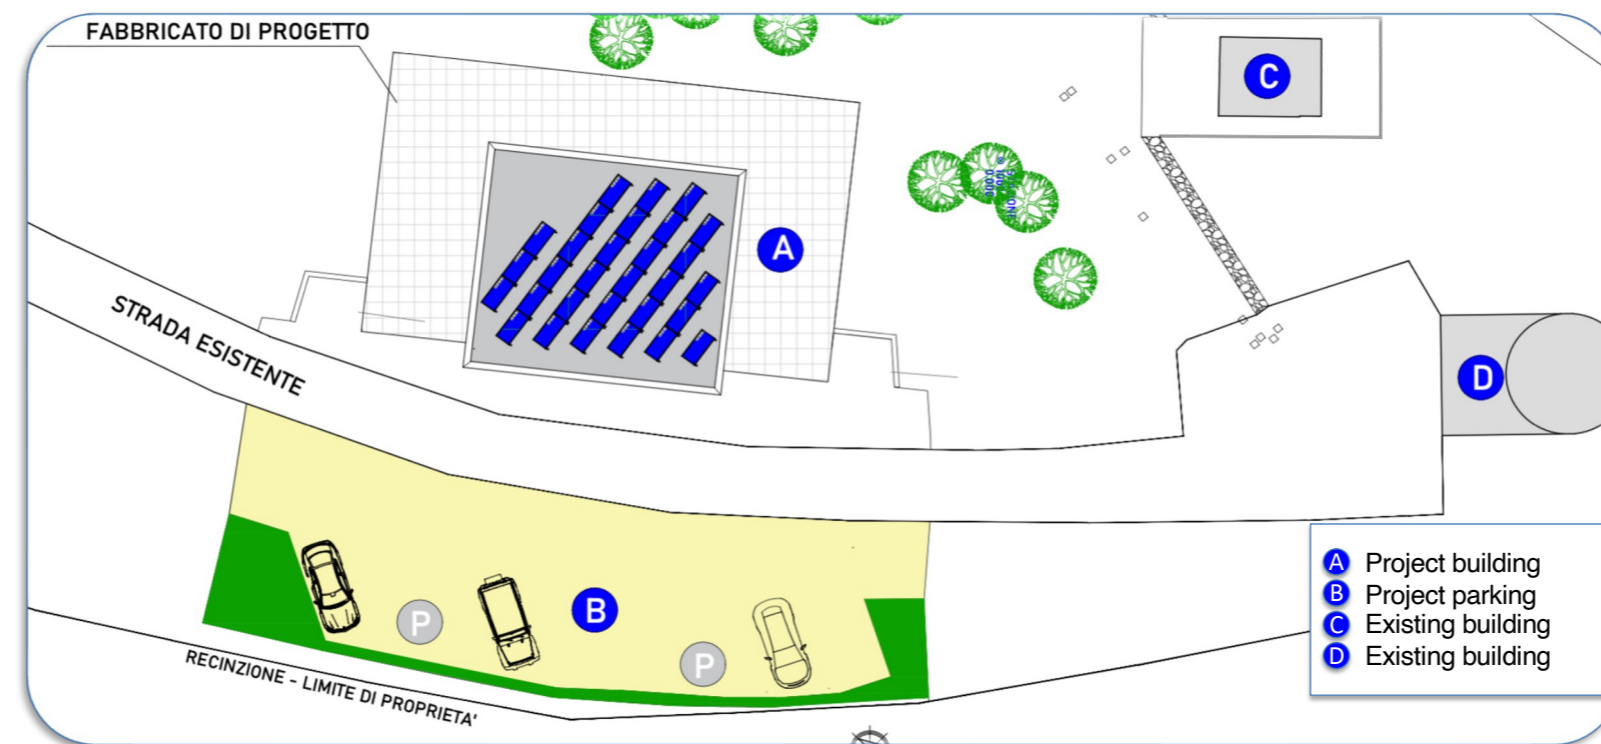 FABBRICATO DI PROGETTO
C
A
STRADA ESISTENTE
D
B
P
P
RECINZIONE - LIMITE DI PROPRIETA'
A Project building
B Project parking
C Existing building
D Existing building